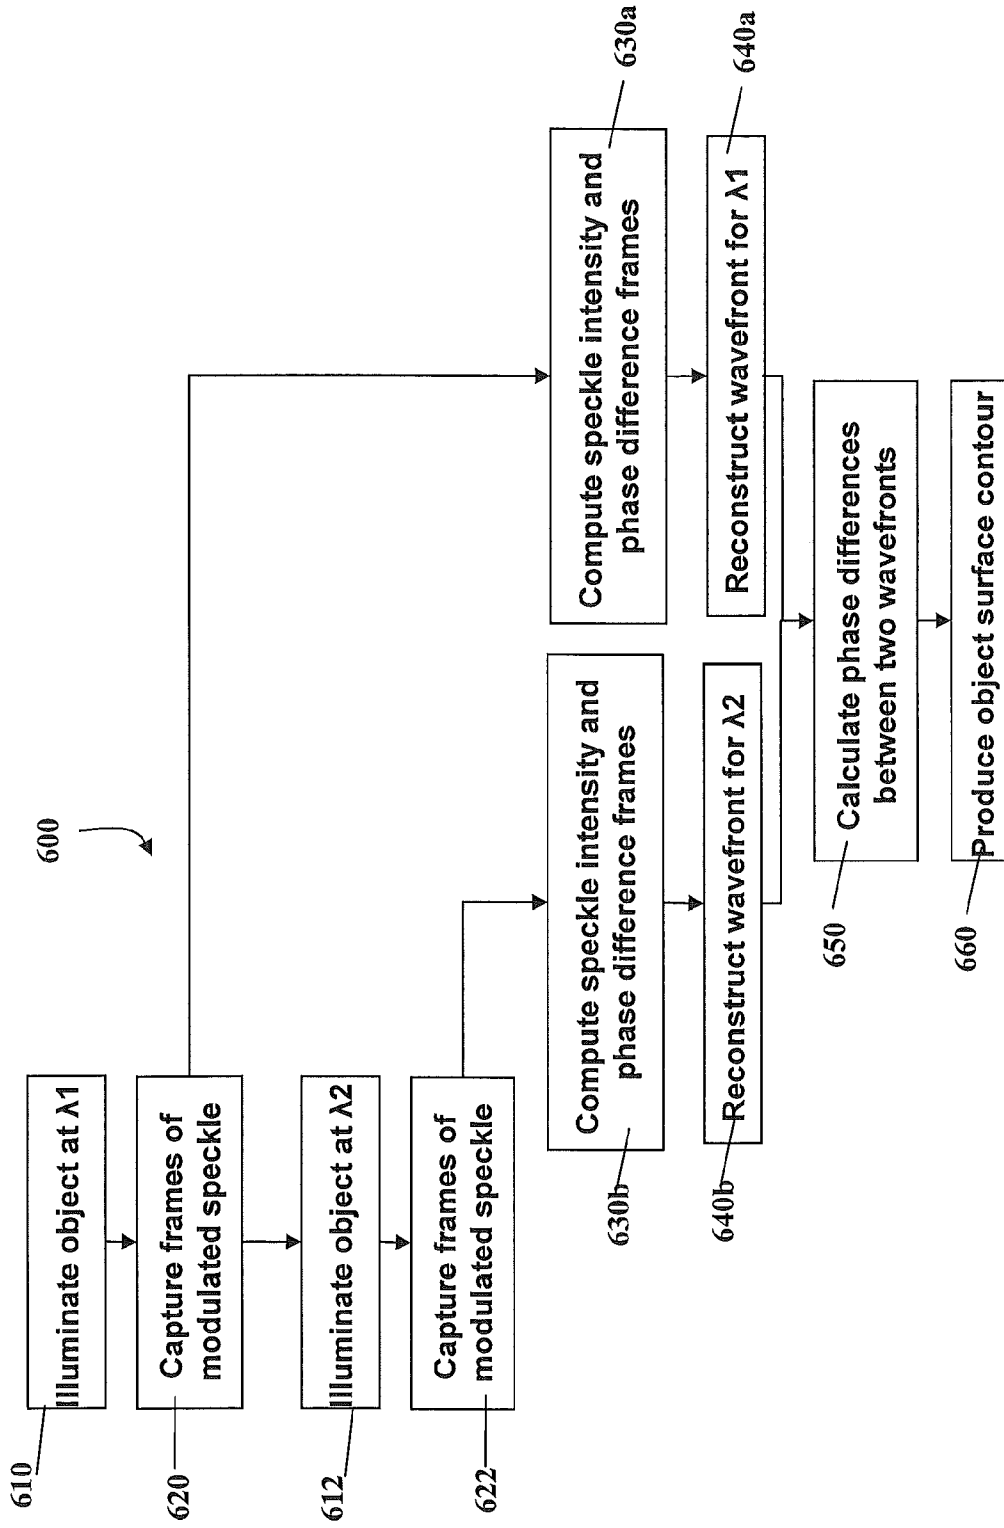 600
610
Illuminate object at λ1
620
Capture frames of
modulated speckle
612
Illuminate object at λ2
622
Capture frames of
modulated speckle
630b
Compute speckle intensity and
phase difference frames
630a
Compute speckle intensity and
phase difference frames
640b
Reconstruct wavefront for λ2
640a
Reconstruct wavefront for λ1
650
Calculate phase differences
between two wavefronts
660
Produce object surface contour